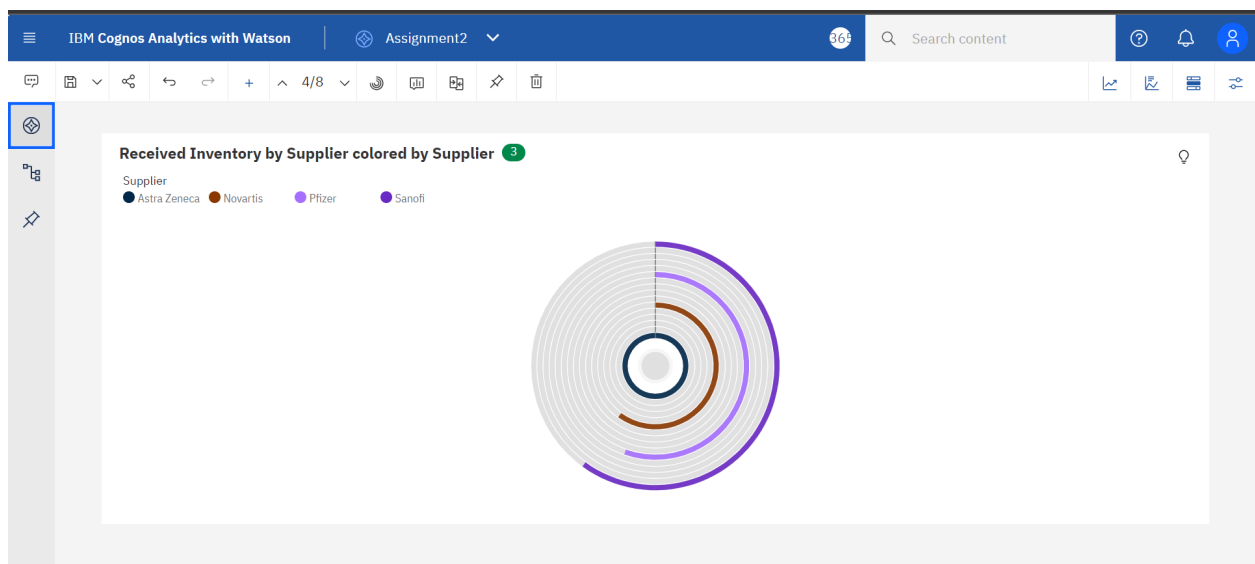 IBM Cognos Analytics with Watson Assignment2 365 Search content
4/8
Received Inventory by Supplier colored by Supplier 3
Supplier
Astra Zeneca Novartis Pfizer Sanofi